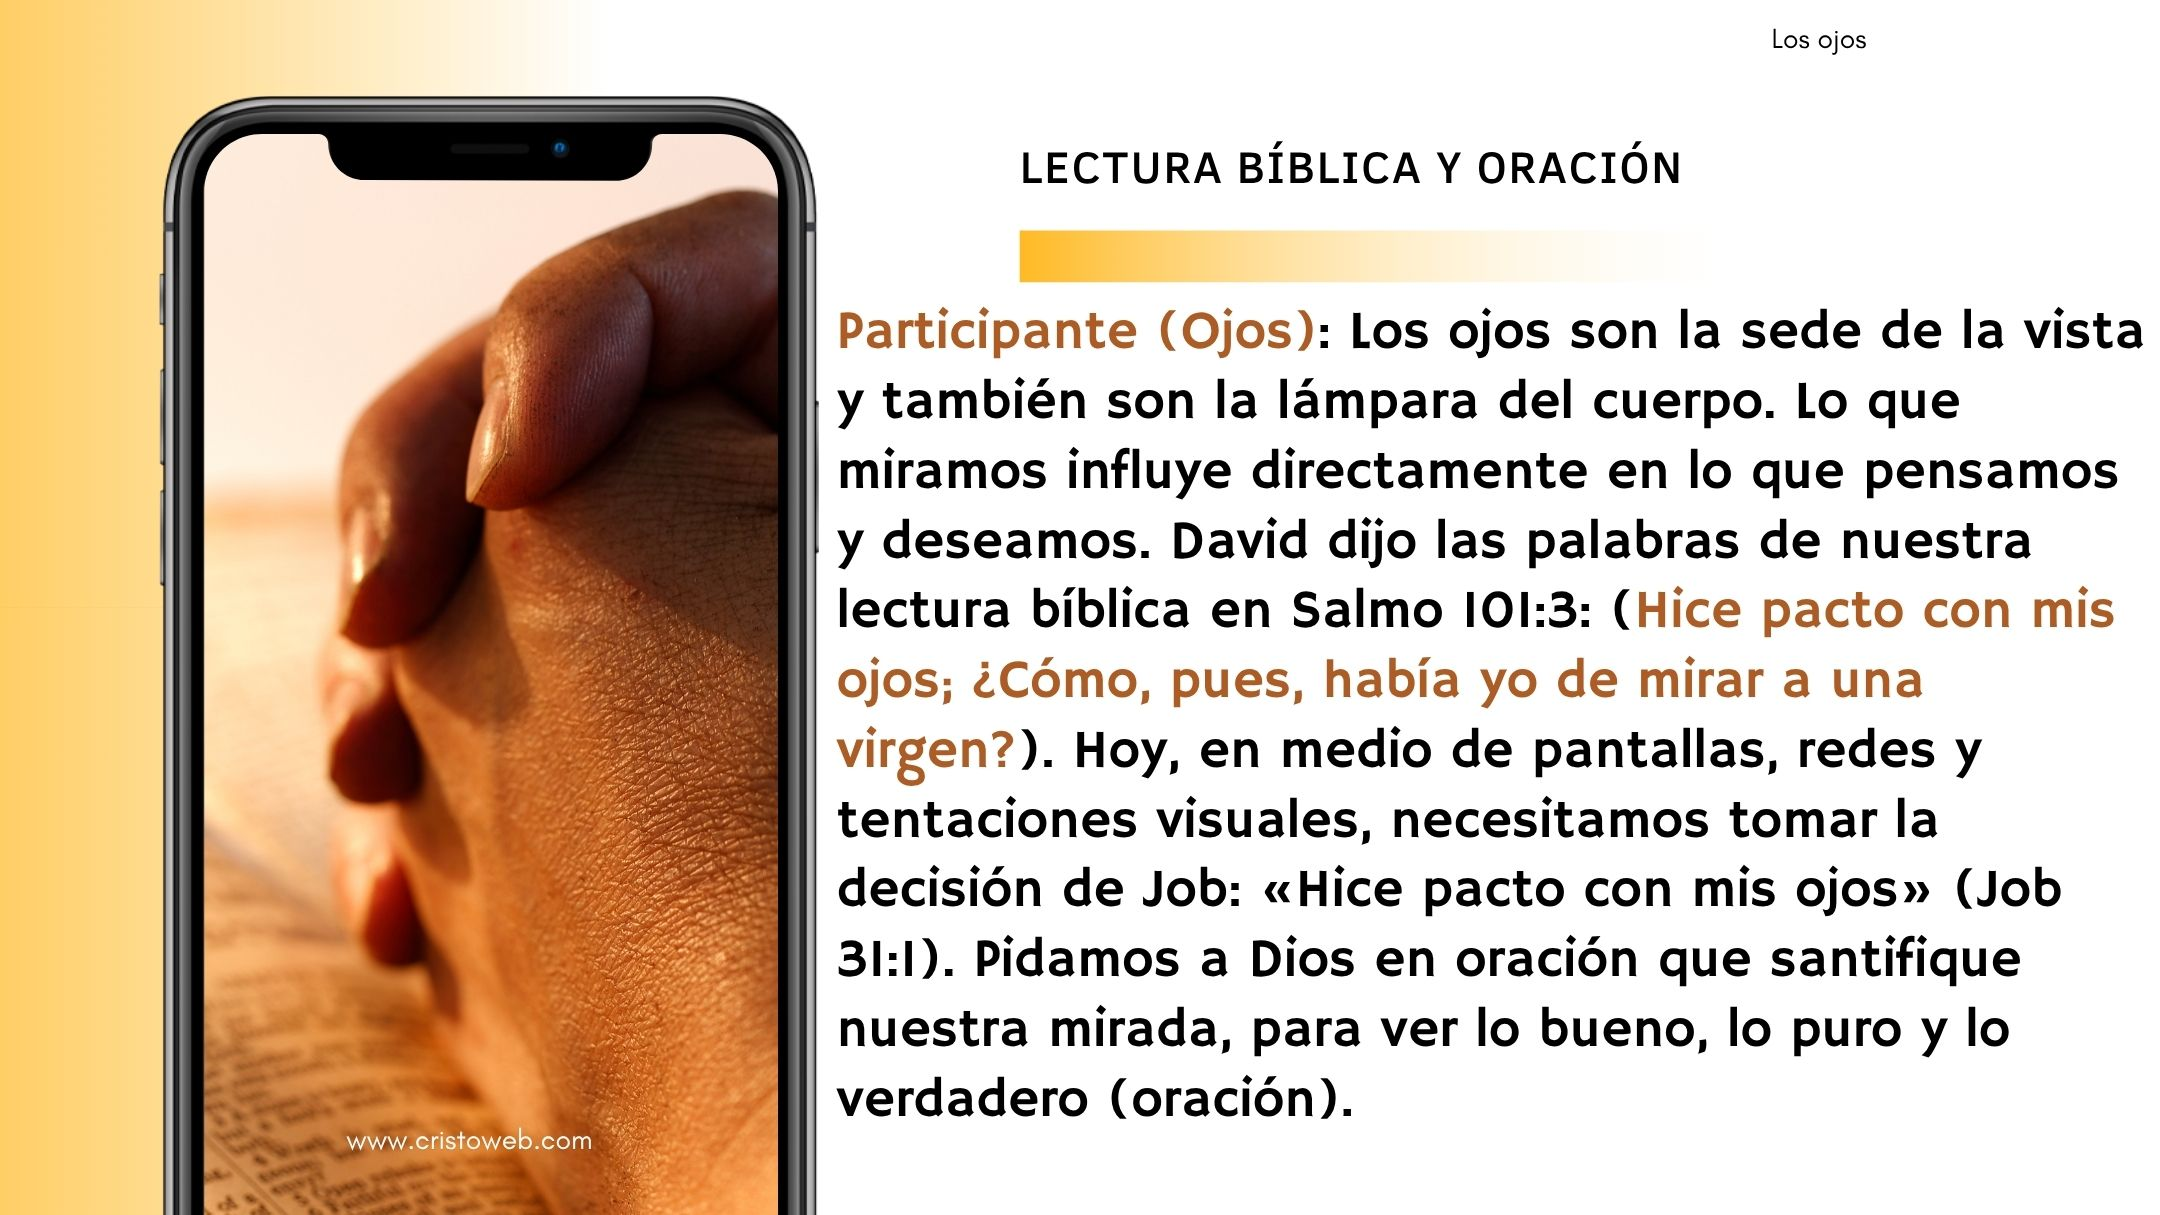 Los ojos
LECTURA BÍBLICA Y ORACIÓN
Participante (Ojos): Los ojos son la sede de la vista
y también son la lámpara del cuerpo. Lo que
miramos influye directamente en lo que pensamos
y deseamos. David dijo las palabras de nuestra
lectura bíblica en Salmo 101:3: (Hice pacto con mis
ojos; ¿Cómo, pues, había yo de mirar a una
virgen?). Hoy, en medio de pantallas, redes y
tentaciones visuales, necesitamos tomar la
decisión de Job: «Hice pacto con mis ojos» (Job
31:1). Pidamos a Dios en oración que santifique
nuestra mirada, para ver lo bueno, lo puro y lo
verdadero (oración).
www.cristoweb.com